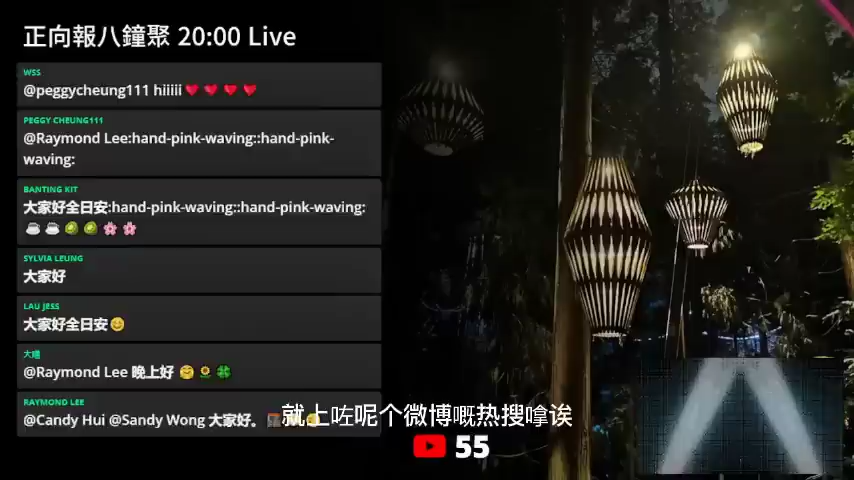 正向報八鐘聚 20:00 Live
WSS
@peggycheung111 hiiiii❤️ ❤️ ❤️ ❤️
PEGGY CHEUNG111
@Raymond Lee:hand-pink-waving::hand-pink-
waving:
BANTING KIT
大家好全日安:hand-pink-waving::hand-pink-waving:
☕ ☕ 🥝 🥝 🌸 🌸
SYLVIA LEUNG
大家好
LAU JESS
大家好全日安😊
@Raymond Lee 晚上好 🤗 🌻 🍀
RAYMOND LEE
@Candy Hui @Sandy Wong 大家好。
就上咗呢个微博嘅热搜嗱诶
55